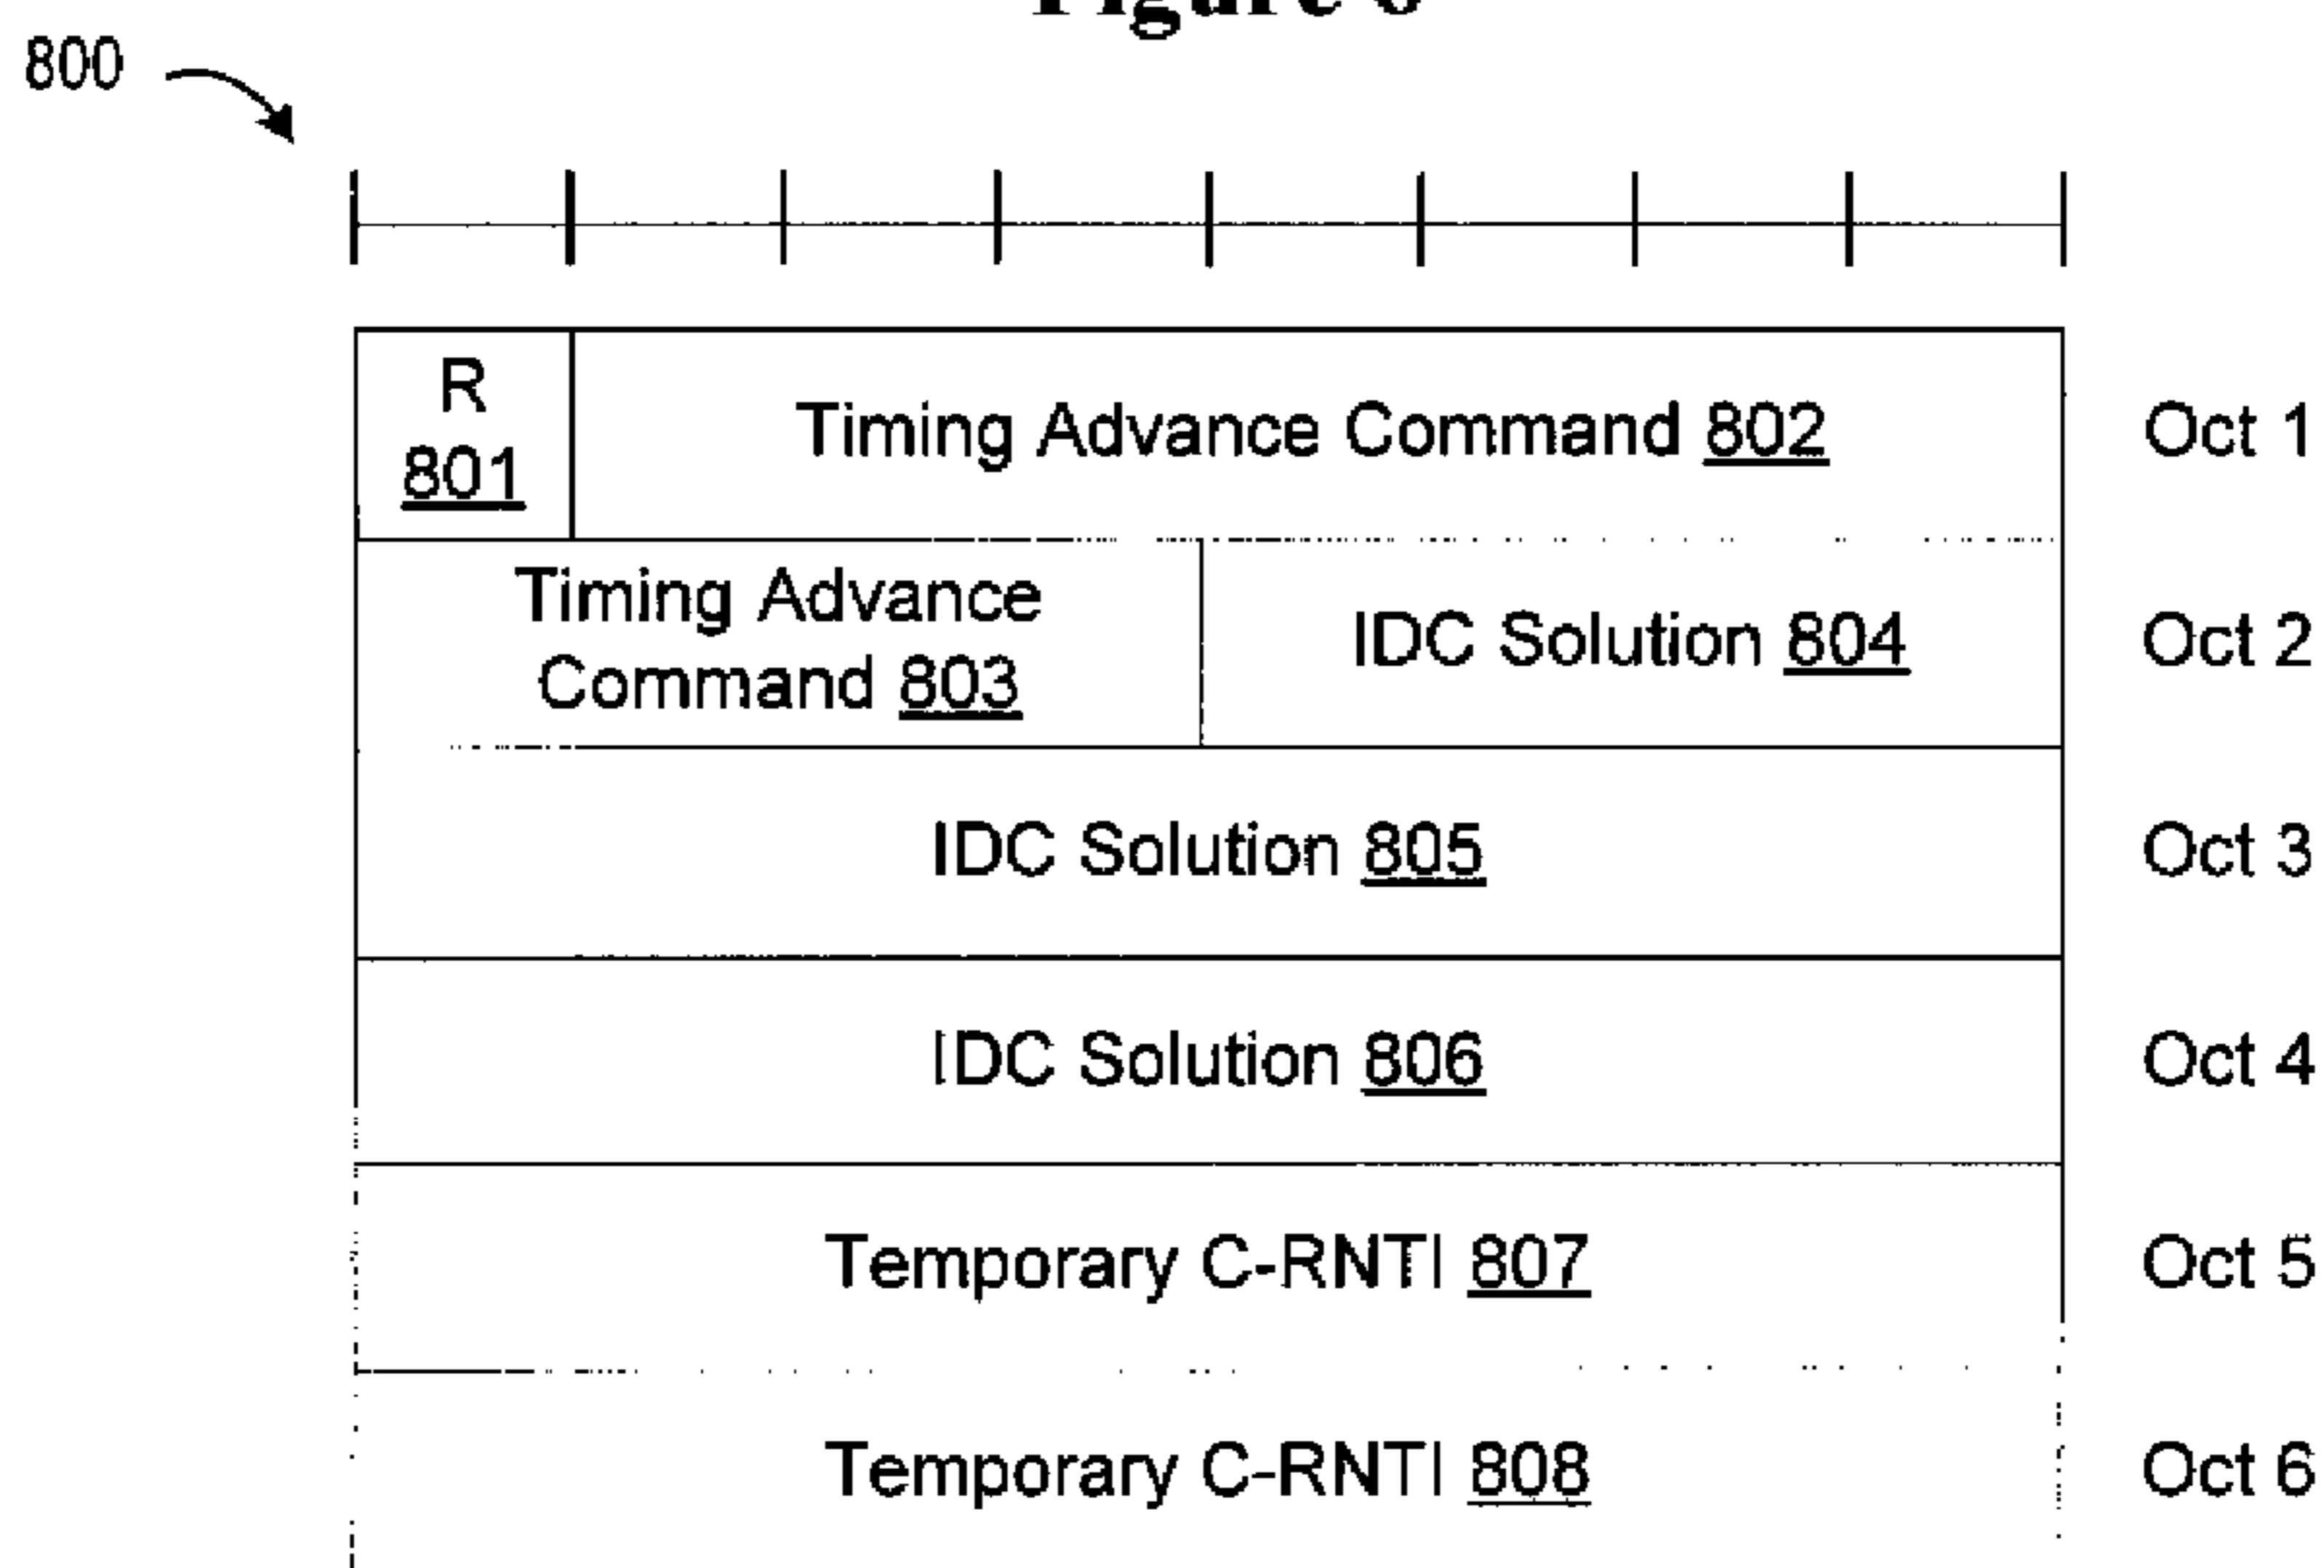 800
R
801
Timing Advance Command 802
Oct 1
Timing Advance
Command 803
IDC Solution 804
Oct 2
IDC Solution 805
Oct 3
IDC Solution 806
Oct 4
Temporary C-RNTI 807
Oct 5
Temporary C-RNTI 808
Oct 6